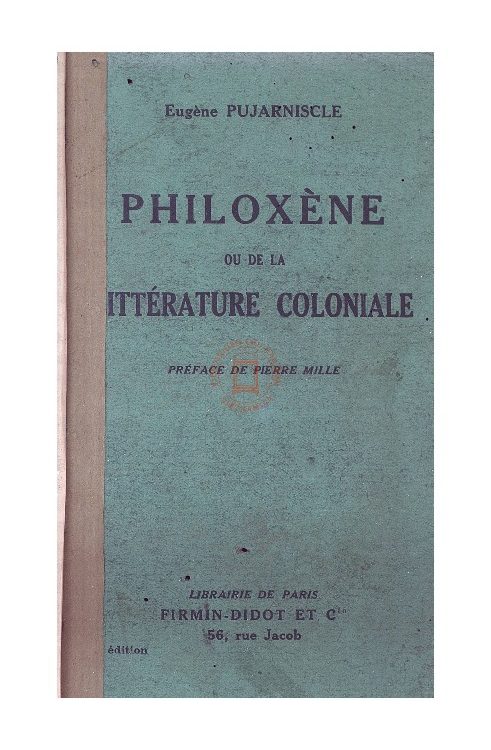 Eugène PUJARNISCLE
PHILOXÈNE
OU DE LA
ITTÉRATURE COLONIALE
PRÉFACE DE PIERRE MILLE
LIBRAIRIE DE PARIS
FIRMIN-DIDOT ET Cie
56, rue Jacob
édition